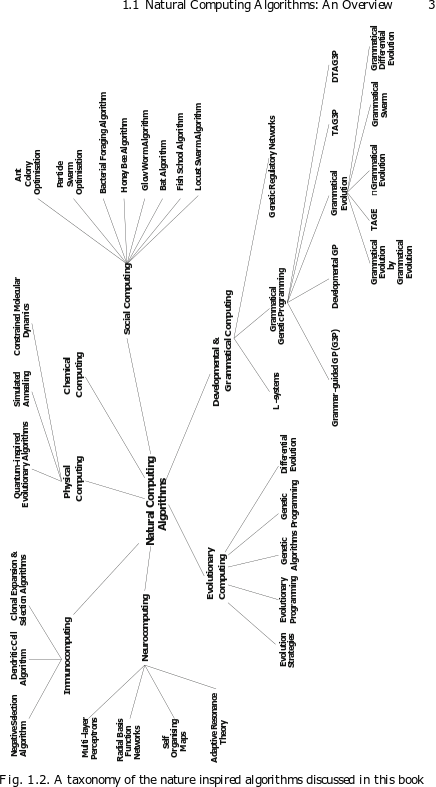 1.1 Natural Computing Algorithms: An Overview 3
Ant
Colony
Optimisation
Particle
Swarm
Optimisation
Bacterial Foraging Algorithm
Honey Bee Algorithm
Glow Worm Algorithm
Bat Algorithm
Fish School Algorithm
Locust Swarm Algorithm
Social Computing
Constrained Molecular
Dynamics
Simulated
Annealing
Quantum-inspired
Evolutionary Algorithms
Chemical
Computing
Physical
Computing
Natural Computing
Algorithms
Clonal Expansion &
Selection Algorithms
Dendritic Cell
Algorithm
Negative Selection
Algorithm
Immunocomputing
Neurocomputing
Multi-layer
Perceptrons
Radial Basis
Function
Networks
Self
Organising
Maps
Adaptive Resonance
Theory
Evolutionary
Computing
Evolution
Strategies
Evolutionary
Programming
Genetic
Algorithms
Genetic
Programming
Differential
Evolution
Developmental &
Grammatical Computing
L-systems
Grammatical
Genetic Programming
Genetic Regulatory Networks
Grammar-guided GP (G3P)
Developmental GP
Grammatical
Evolution
TAG3P
DTAG3P
Grammatical
Evolution
by
Grammatical
Evolution
TAGE
Grammatical
Evolution
Grammatical
Swarm
Grammatical
Differential
Evolution
Fig. 1.2. A taxonomy of the nature inspired algorithms discussed in this book